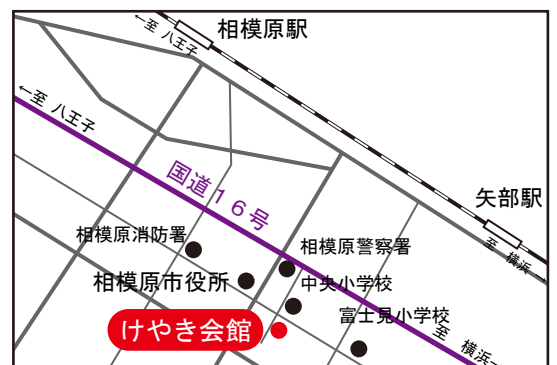 相模原駅
←至 八王子
←至 八王子
国道16号
矢部駅
至 横浜→
相模原消防署
相模原警察署
相模原市役所
中央小学校
富士見小学校
けやき会館
至 横浜→